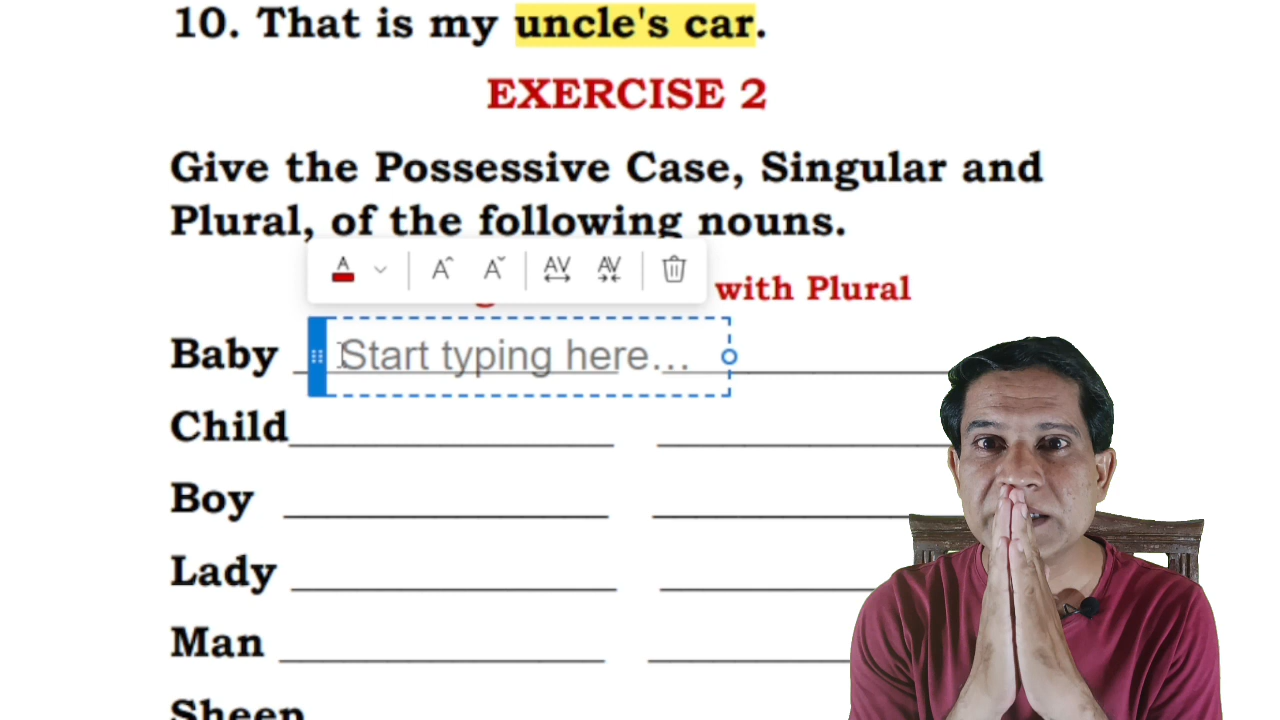 10. That is my uncle's car.
EXERCISE 2
Give the Possessive Case, Singular and
Plural, of the following nouns.
with Plural
Baby Start typing here...
Child
Boy
Lady
Man
Sheep